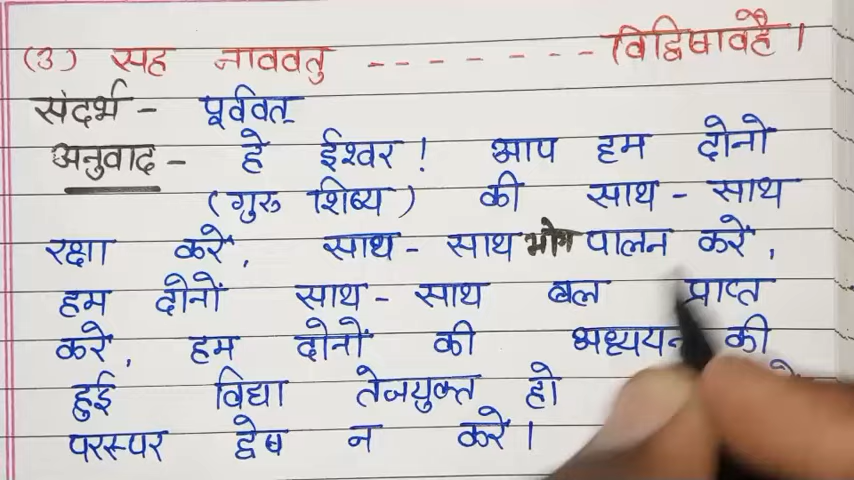 (3) सह नाववतु - - - - - - - विद्विषावहै।
संदर्भ - पूर्ववत्
अनुवाद - हे ईश्वर! आप हम दोनो
(गुरु शिष्य) की साथ - साथ
रक्षा करें, साथ - साथ पालन करें,
हम दोनों साथ - साथ बल प्राप्त
करें, हम दोनों की अध्ययन की
हुई विद्या तेजयुक्त हो
परस्पर द्वेष न करें।